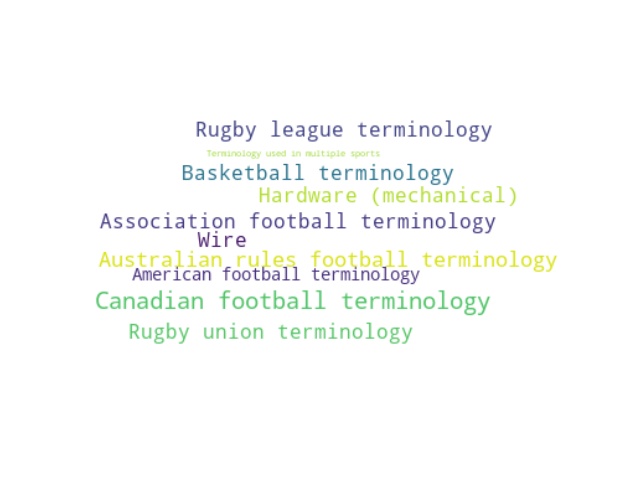 Rugby league terminology
Terminology used in multiple sports
Basketball terminology
Hardware (mechanical)
Association football terminology
Wire
Australian rules football terminology
American football terminology
Canadian football terminology
Rugby union terminology